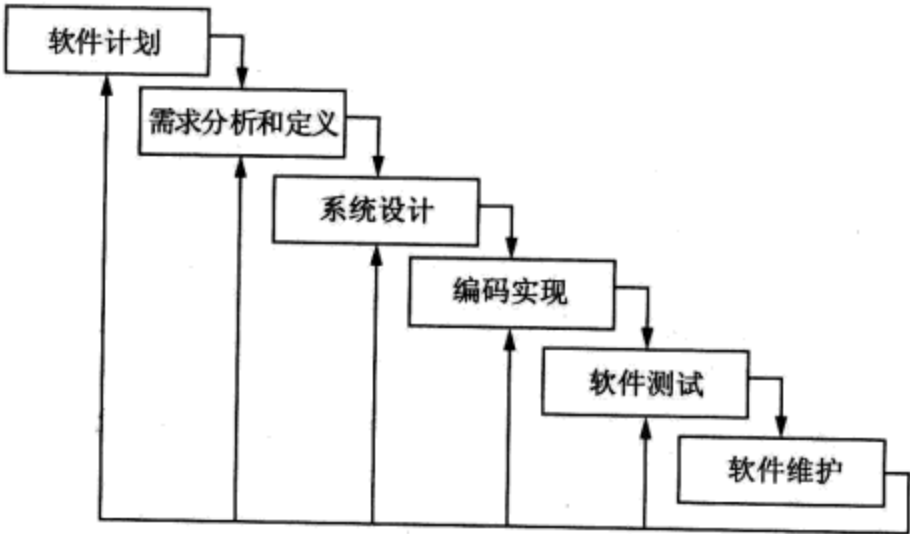 软件计划
需求分析和定义
系统设计
编码实现
软件测试
软件维护